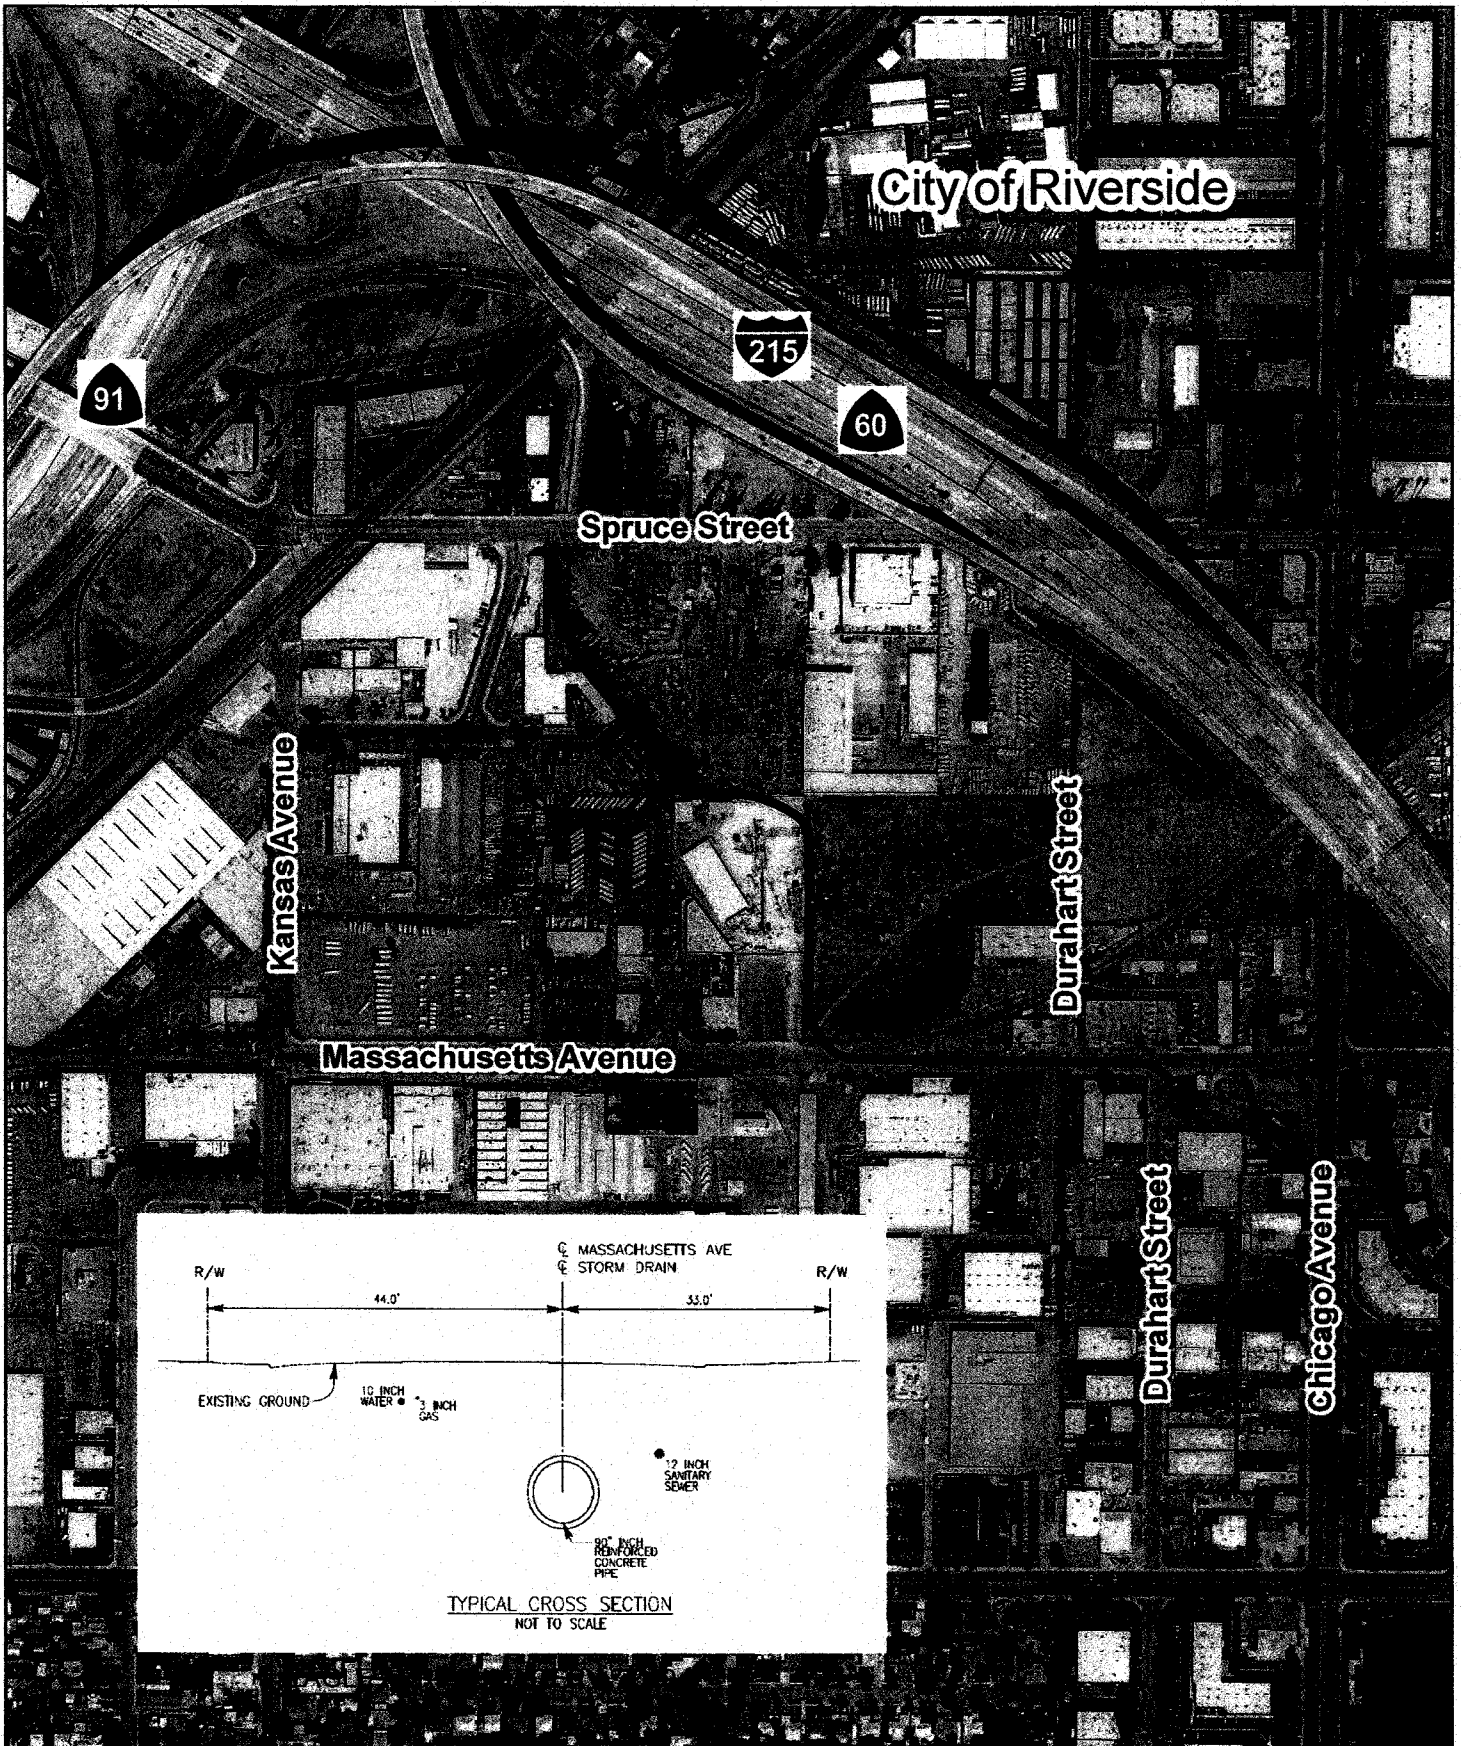 City of Riverside
215
91
60
Spruce Street
Kansas Avenue
Durahart Street
Massachusetts Avenue
Durahart Street
Chicago Avenue
℄ MASSACHUSETTS AVE
℄ STORM DRAIN
R/W
R/W
44.0'
33.0'
EXISTING GROUND
10 INCH
WATER
3 INCH
GAS
12 INCH
SANITARY
SEWER
90" INCH
REINFORCED
CONCRETE
PIPE
TYPICAL CROSS SECTION
NOT TO SCALE